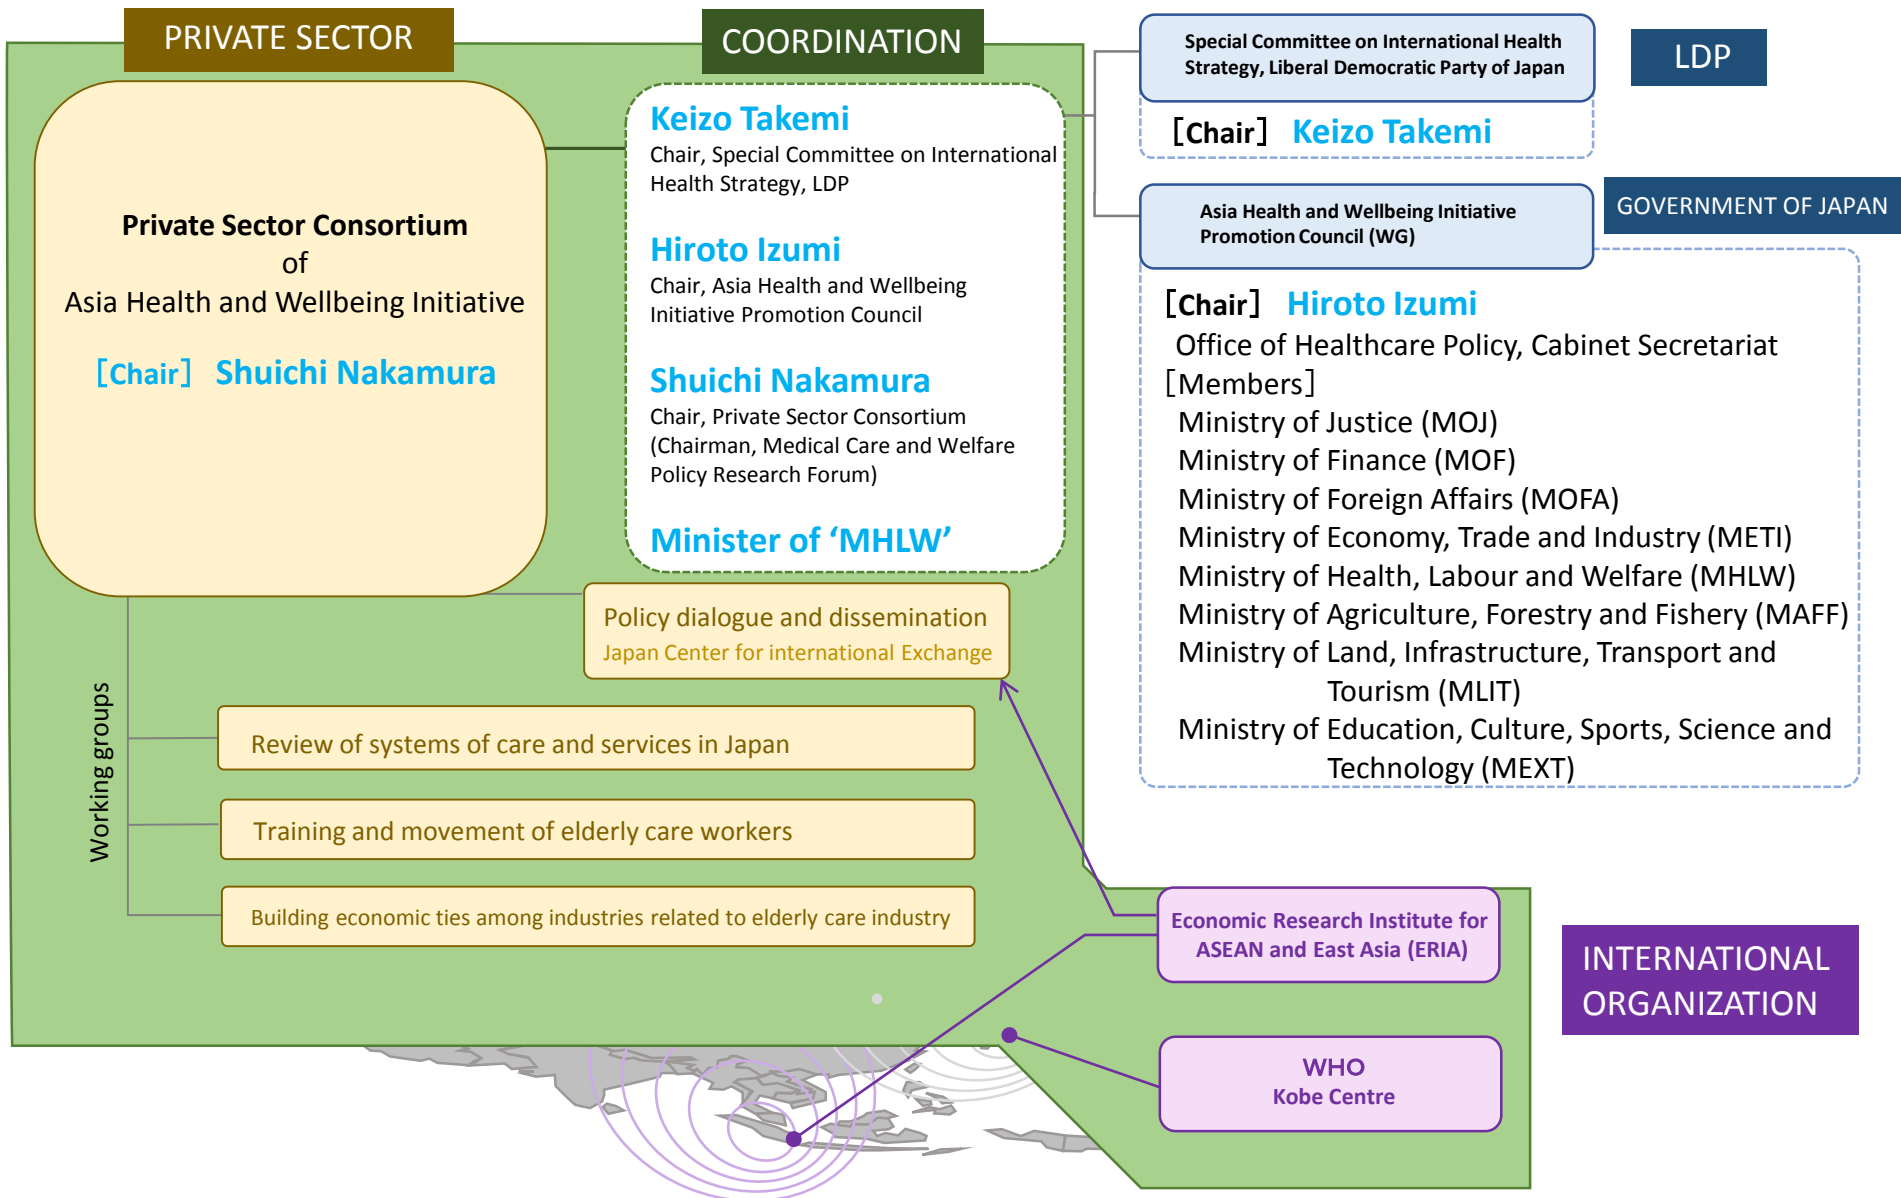 PRIVATE SECTOR
Private Sector Consortium
of
Asia Health and Wellbeing Initiative
［Chair］ Shuichi Nakamura
COORDINATION
Keizo Takemi
Chair, Special Committee on International
Health Strategy, LDP
Hiroto Izumi
Chair, Asia Health and Wellbeing
Initiative Promotion Council
Shuichi Nakamura
Chair, Private Sector Consortium
(Chairman, Medical Care and Welfare
Policy Research Forum)
Minister of ‘MHLW’
Special Committee on International Health
Strategy, Liberal Democratic Party of Japan
LDP
［Chair］ Keizo Takemi
Asia Health and Wellbeing Initiative
Promotion Council (WG)
GOVERNMENT OF JAPAN
［Chair］ Hiroto Izumi
Office of Healthcare Policy, Cabinet Secretariat
［Members］
Ministry of Justice (MOJ)
Ministry of Finance (MOF)
Ministry of Foreign Affairs (MOFA)
Ministry of Economy, Trade and Industry (METI)
Ministry of Health, Labour and Welfare (MHLW)
Ministry of Agriculture, Forestry and Fishery (MAFF)
Ministry of Land, Infrastructure, Transport and
Tourism (MLIT)
Ministry of Education, Culture, Sports, Science and
Technology (MEXT)
Policy dialogue and dissemination
Japan Center for international Exchange
Working groups
Review of systems of care and services in Japan
Training and movement of elderly care workers
Building economic ties among industries related to elderly care industry
Economic Research Institute for
ASEAN and East Asia (ERIA)
INTERNATIONAL
ORGANIZATION
WHO
Kobe Centre